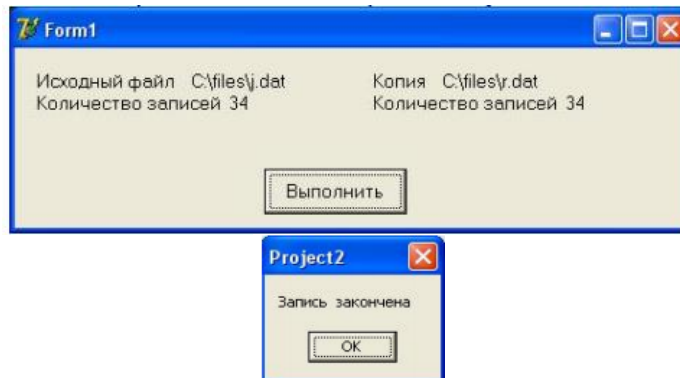 Form1
Исходный файл C:\files\j.dat Копия C:\files\r.dat
Количество записей 34 Количество записей 34
Выполнить
Project2
Запись закончена
OK